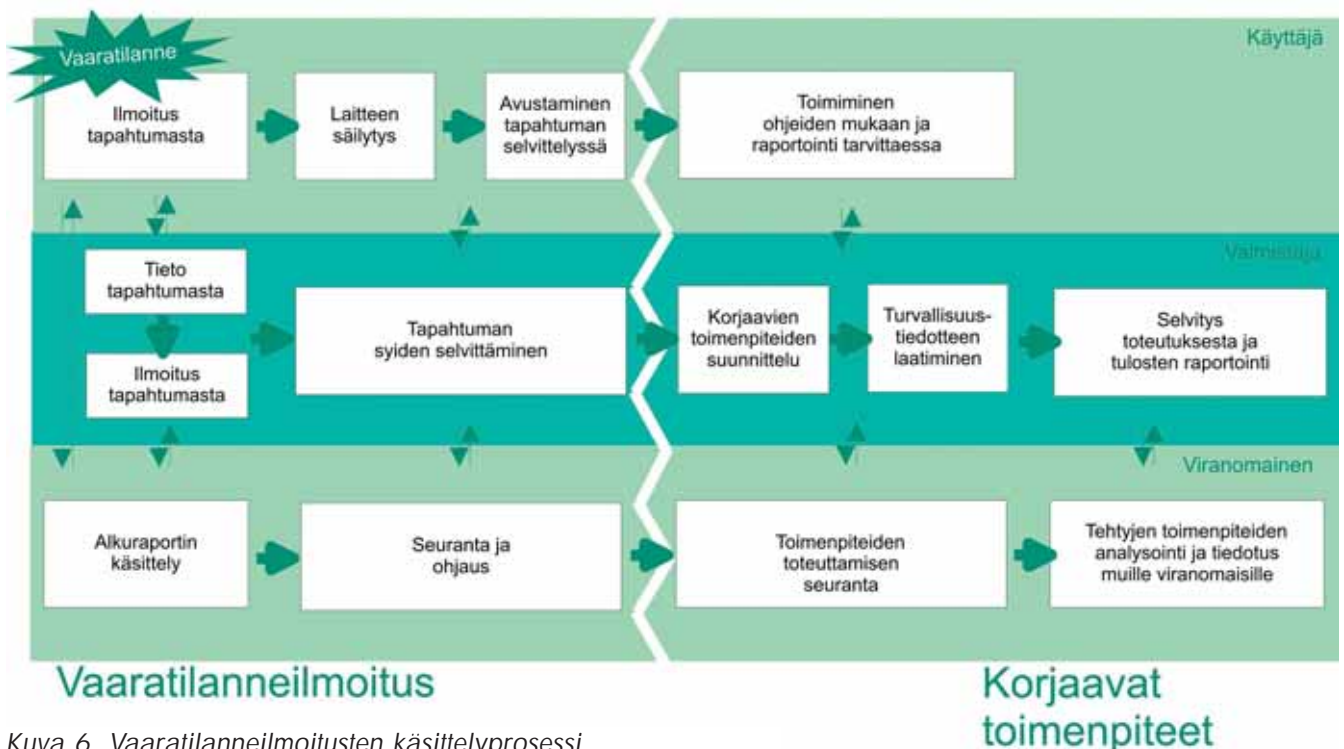 Käyttäjä
Vaaratilanne
Ilmoitus
tapahtumasta
Laitteen
säilytys
Avustaminen
tapahtuman
selvittelyssä
Toimiminen
ohjeiden mukaan ja
raportointi tarvittaessa
Valmistaja
Tieto
tapahtumasta
Ilmoitus
tapahtumasta
Tapahtuman
syiden selvittäminen
Korjaavien
toimenpiteiden
suunnittelu
Turvallisuus-
tiedotteen
laatiminen
Selvitys
toteutuksesta ja
tulosten raportointi
Viranomainen
Alkuraportin
käsittely
Seuranta ja
ohjaus
Toimenpiteiden
toteuttamisen
seuranta
Tehtyjen toimenpiteiden
analysointi ja tiedotus
muille viranomaisille
Vaaratilanneilmoitus
Korjaavat
toimenpiteet
Kuva 6. Vaaratilanneilmoitusten käsittelyprosessi